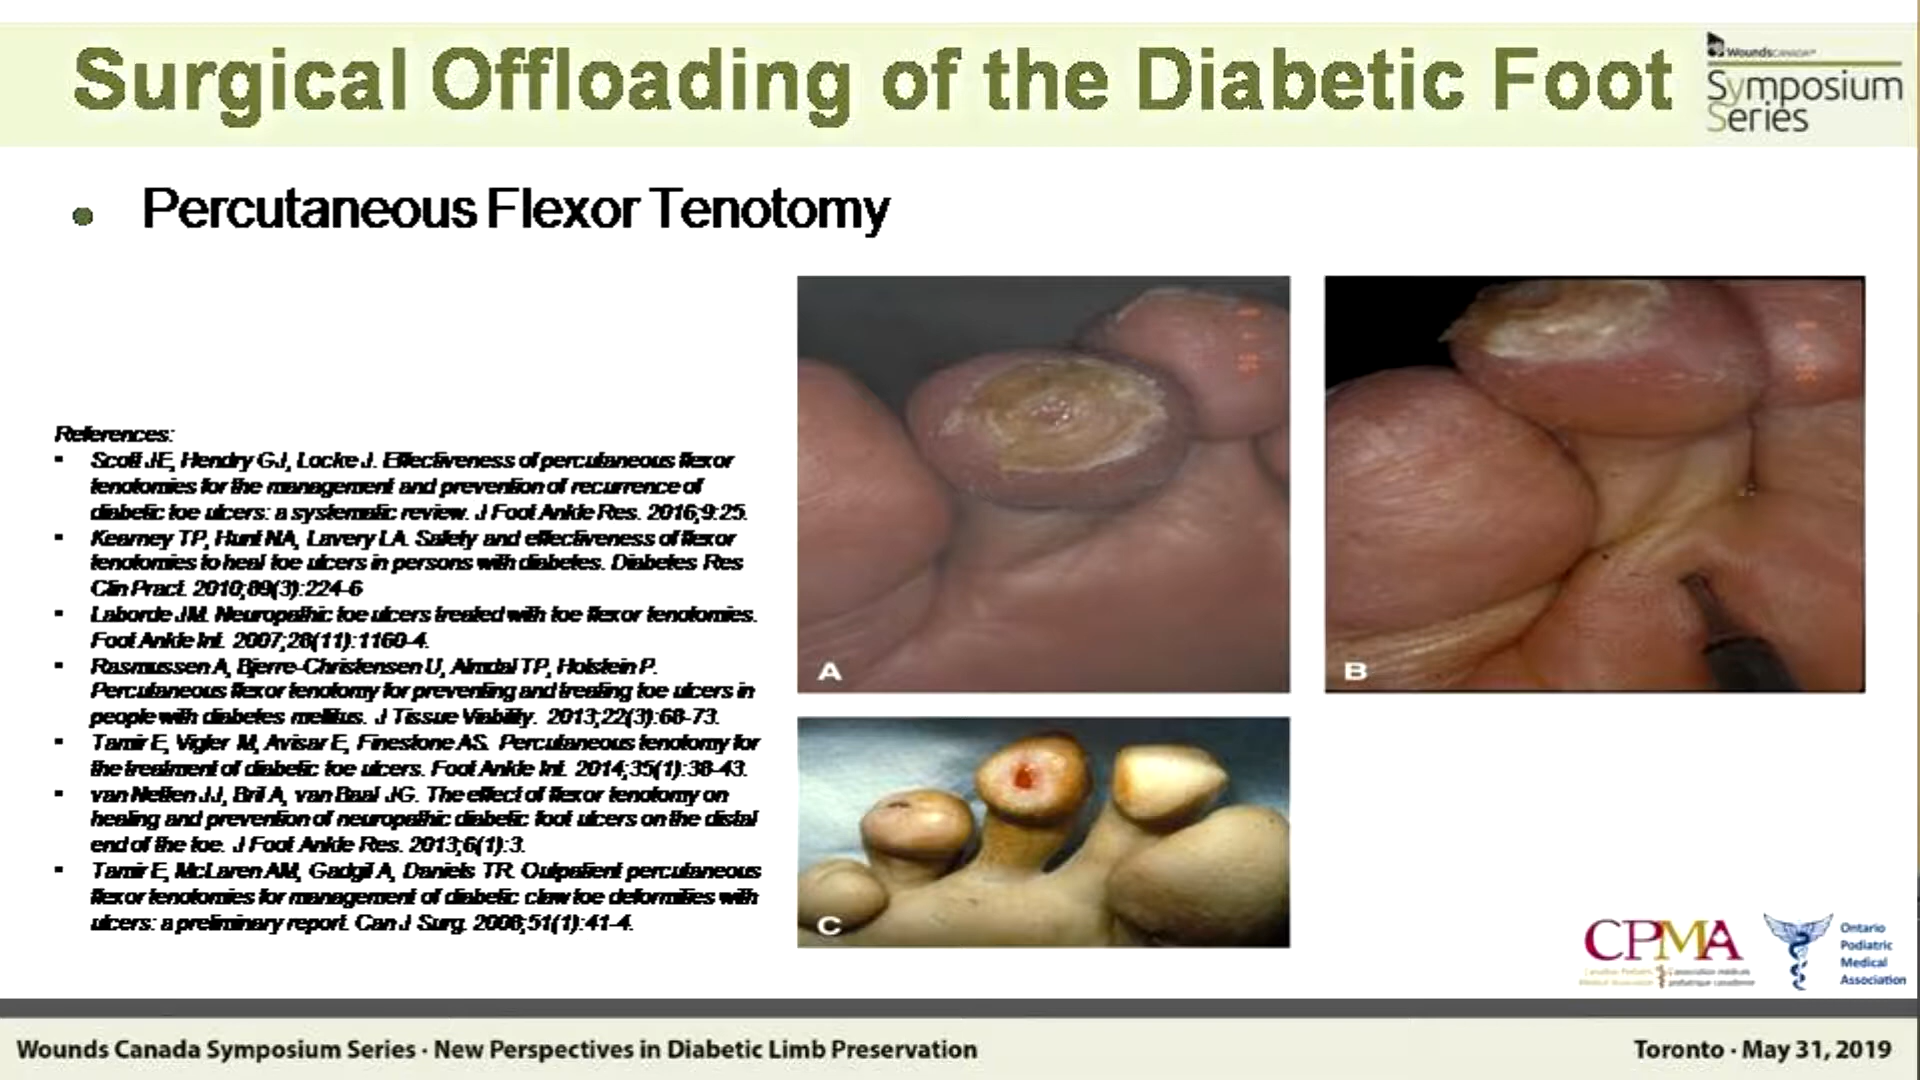 Surgical Offloading of the Diabetic Foot
WoundsCANADA
Symposium
Series
• Percutaneous Flexor Tenotomy
References:
Scott JE, Hendry GJ, Locke J. Effectiveness of percutaneous flexor
tenotomies for the management and prevention of recurrence of
diabetic toe ulcers: a systematic review. J Foot Ankle Res. 2016;9:25.
Kearney TP, Hunt NA, Lavery LA. Safety and effectiveness of flexor
tenotomies to heal toe ulcers in persons with diabetes. Diabetes Res
Clin Pract. 2010;89(3):224-6
Laborde JM. Neuropathic toe ulcers treated with toe flexor tenotomies.
Foot Ankle Int. 2007;28(11):1160-4.
Rasmussen A, Bjerre-Christensen U, Almdal TP, Holstein P.
Percutaneous flexor tenotomy for preventing and treating toe ulcers in
people with diabetes mellitus. J Tissue Viability. 2013;22(3):68-73.
Tamir E, Vigler M, Avisar E, Finestone AS. Percutaneous tenotomy for
the treatment of diabetic toe ulcers. Foot Ankle Int. 2014;35(1):38-43.
van Netten JJ, Bril A, van Baal JG. The effect of flexor tenotomy on
healing and prevention of neuropathic diabetic foot ulcers on the distal
end of the toe. J Foot Ankle Res. 2013;6(1):3.
Tamir E, McLaren AM, Gadgil A, Daniels TR. Outpatient percutaneous
flexor tenotomies for management of diabetic claw toe deformities with
ulcers: a preliminary report. Can J Surg. 2008;51(1):41-4.
A
B
C
CPMA
Ontario
Podiatric
Medical
Association
Wounds Canada Symposium Series · New Perspectives in Diabetic Limb Preservation
Toronto · May 31, 2019